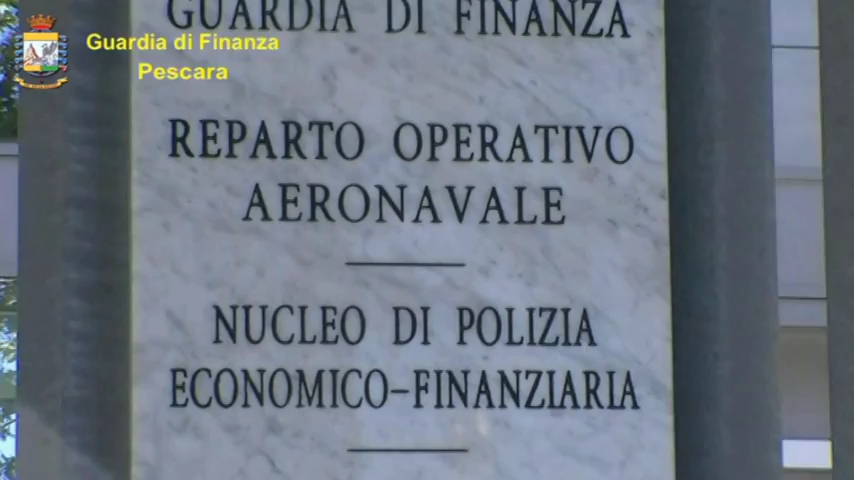 Guardia di Finanza
Pescara
GUARDIA DI FINANZA
REPARTO OPERATIVO
AERONAVALE
NUCLEO DI POLIZIA
ECONOMICO-FINANZIARIA